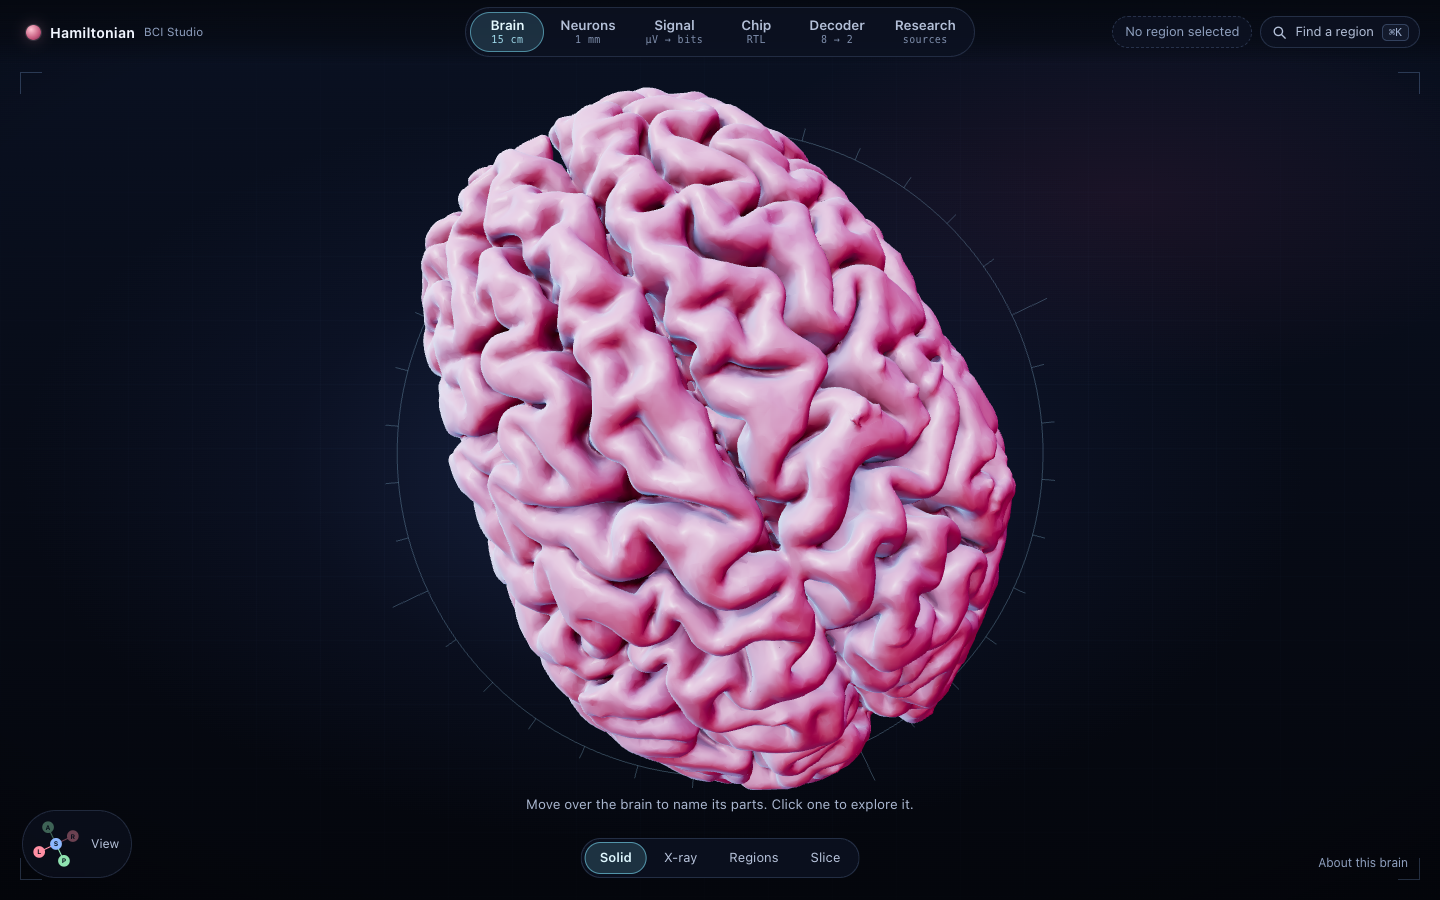 Hamiltonian BCI Studio
Brain
15 cm
Neurons
1 mm
Signal
µV → bits
Chip
RTL
Decoder
8 → 2
Research
sources
No region selected
Find a region ⌘K
Move over the brain to name its parts. Click one to explore it.
A
R
S
L
P
View
Solid
X-ray
Regions
Slice
About this brain